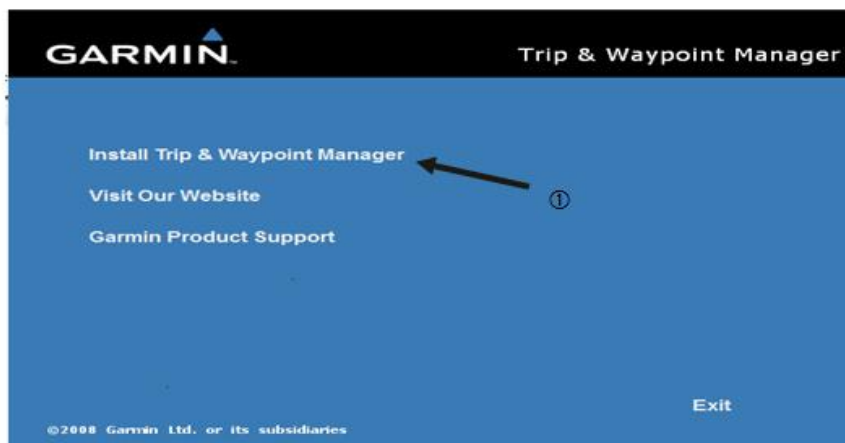 GARMIN™
Trip & Waypoint Manager
Install Trip & Waypoint Manager
Visit Our Website
①
Garmin Product Support
Exit
©2008 Garmin Ltd. or its subsidiaries